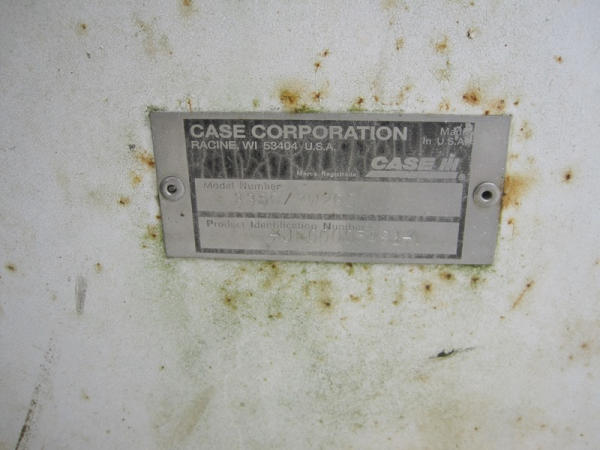 CASE CORPORATION
RACINE, WI 53404 U.S.A.
Made
In U.S.A.
CASE IH
Marca Registrada
Model Number
Product Identification Number